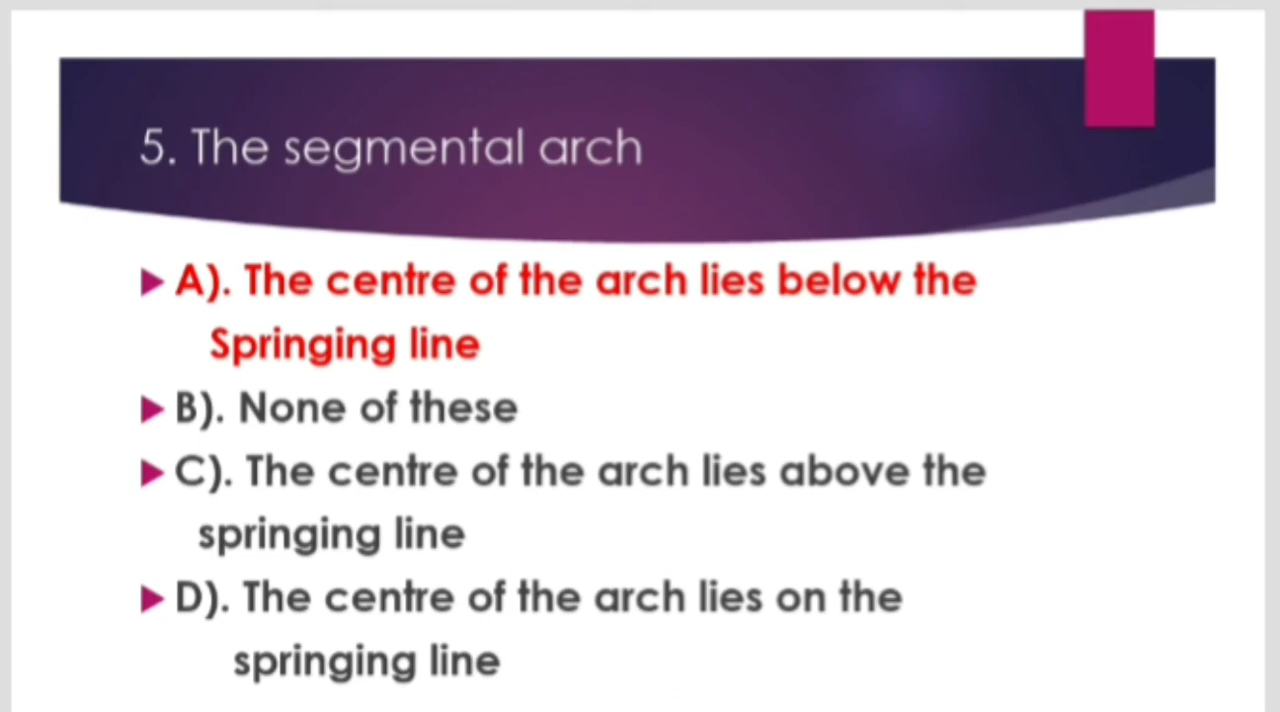 5. The segmental arch
A). The centre of the arch lies below the
Springing line
B). None of these
C). The centre of the arch lies above the
springing line
D). The centre of the arch lies on the
springing line